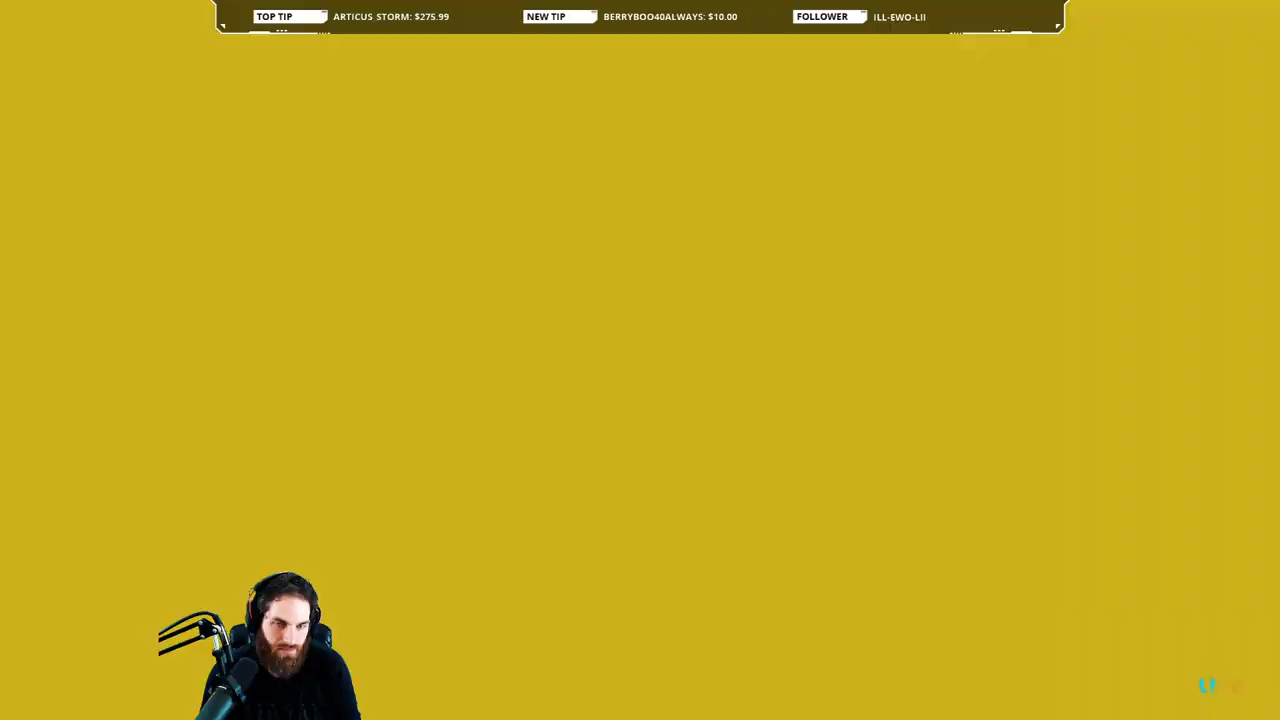 TOP TIP ARTICUS STORM: $275.99 NEW TIP BERRYBOO40ALWAYS: $10.00 FOLLOWER ILL-EWO-LII